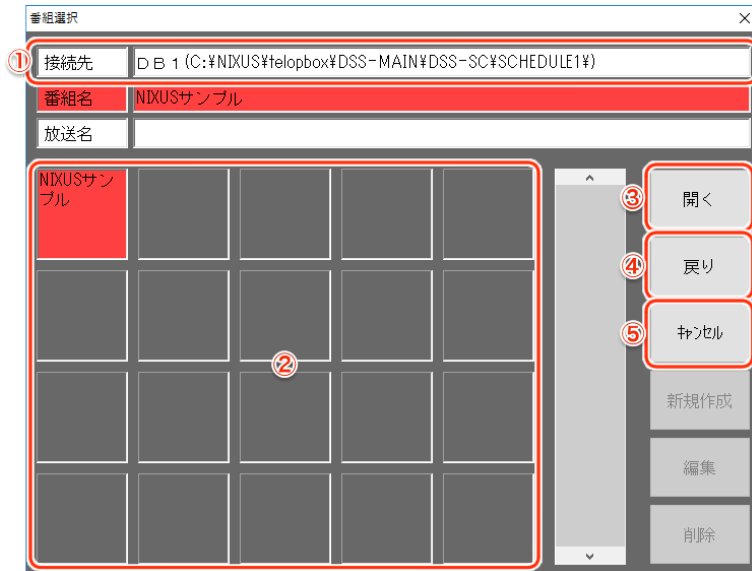 番組選択
① 接続先 DB1(C:¥NIXUS¥telopbox¥DSS-MAIN¥DSS-SC¥SCHEDULE1¥)
番組名 NIXUSサンプル
放送名
NIXUSサン
プル
②
③ 開く
④ 戻り
⑤ キャンセル
新規作成
編集
削除